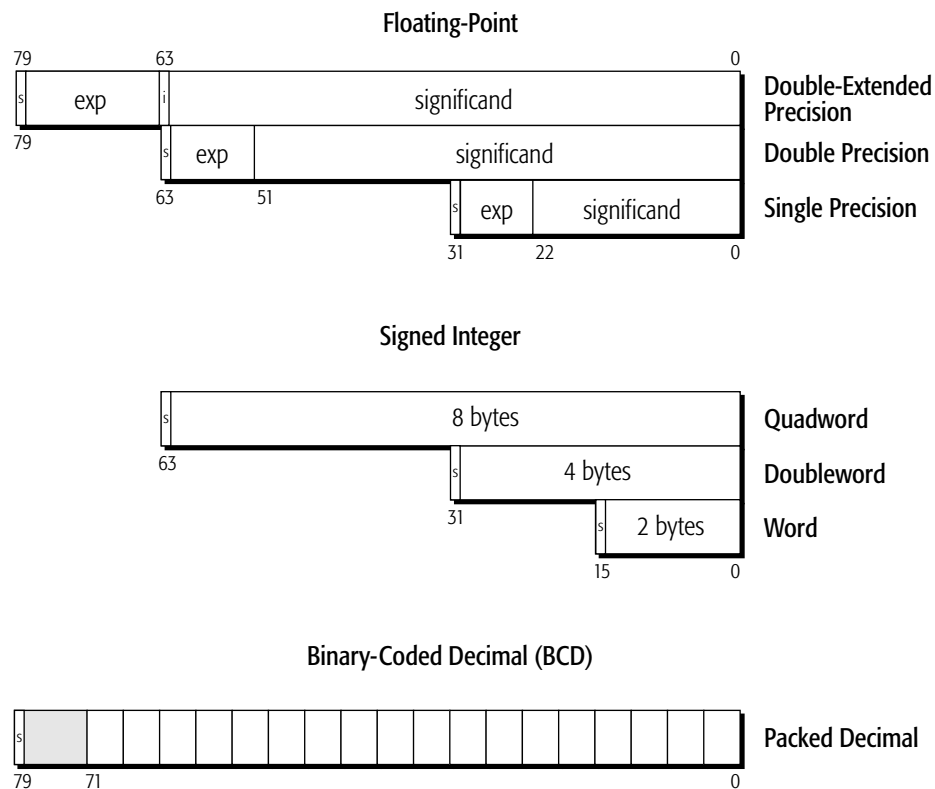 Floating-Point
79 63 0
s exp i significand Double-Extended
Precision
79 s exp significand Double Precision
63 51 s exp significand Single Precision
31 22 0
Signed Integer
s 8 bytes Quadword
63 s 4 bytes Doubleword
31 s 2 bytes Word
15 0
Binary-Coded Decimal (BCD)
s Packed Decimal
79 71 0